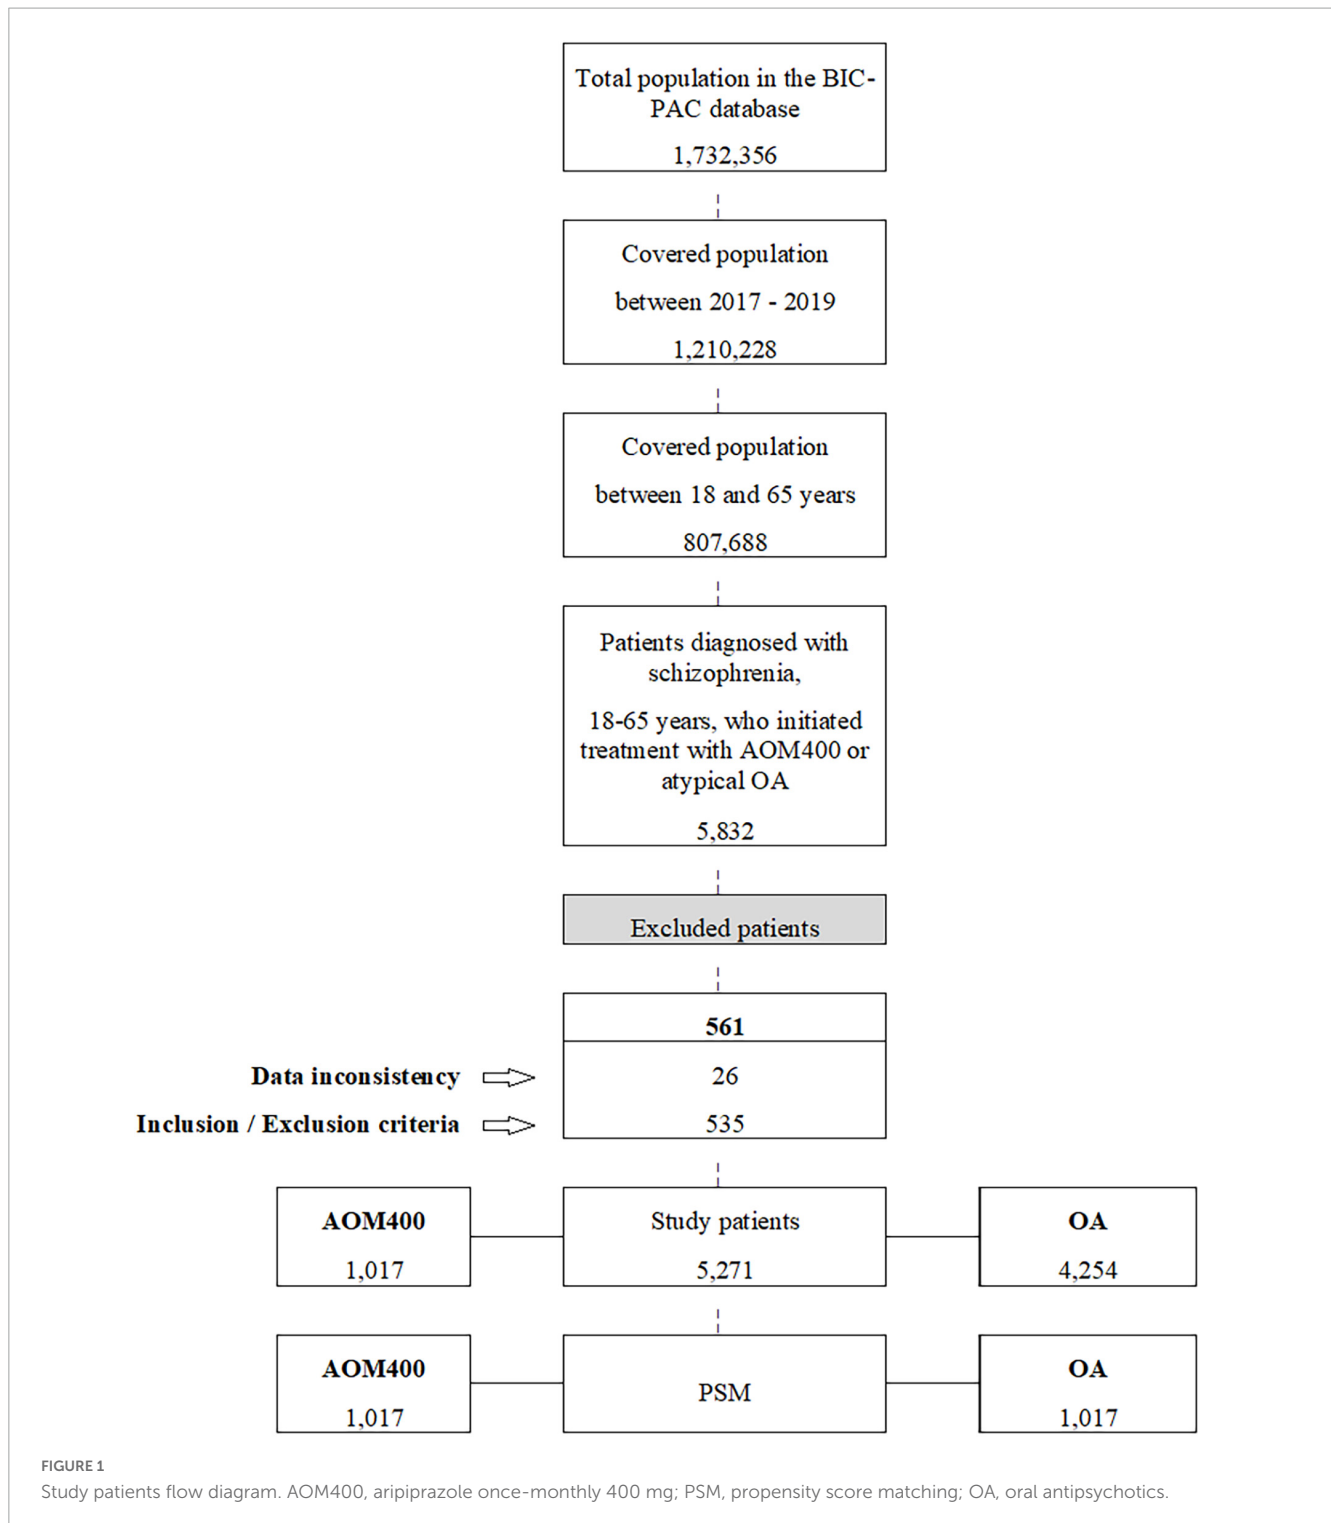 Total population in the BIC-
PAC database
1,732,356
Covered population
between 2017 - 2019
1,210,228
Covered population
between 18 and 65 years
807,688
Patients diagnosed with
schizophrenia,
18-65 years, who initiated
treatment with AOM400 or
atypical OA
5,832
Excluded patients
561
Data inconsistency 26
Inclusion / Exclusion criteria 535
AOM400 Study patients OA
1,017 5,271 4,254
AOM400 OA
PSM
1,017 1,017
FIGURE 1
Study patients flow diagram. AOM400, aripiprazole once-monthly 400 mg; PSM, propensity score matching; OA, oral antipsychotics.